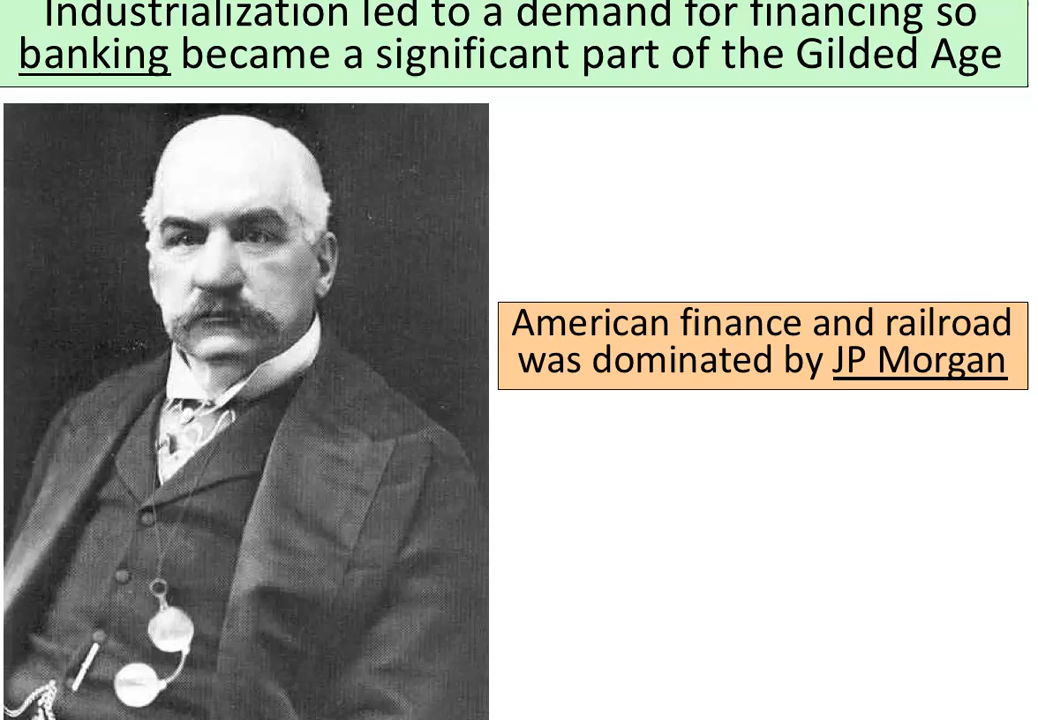 Industrialization led to a demand for financing so
banking became a significant part of the Gilded Age
American finance and railroad
was dominated by JP Morgan